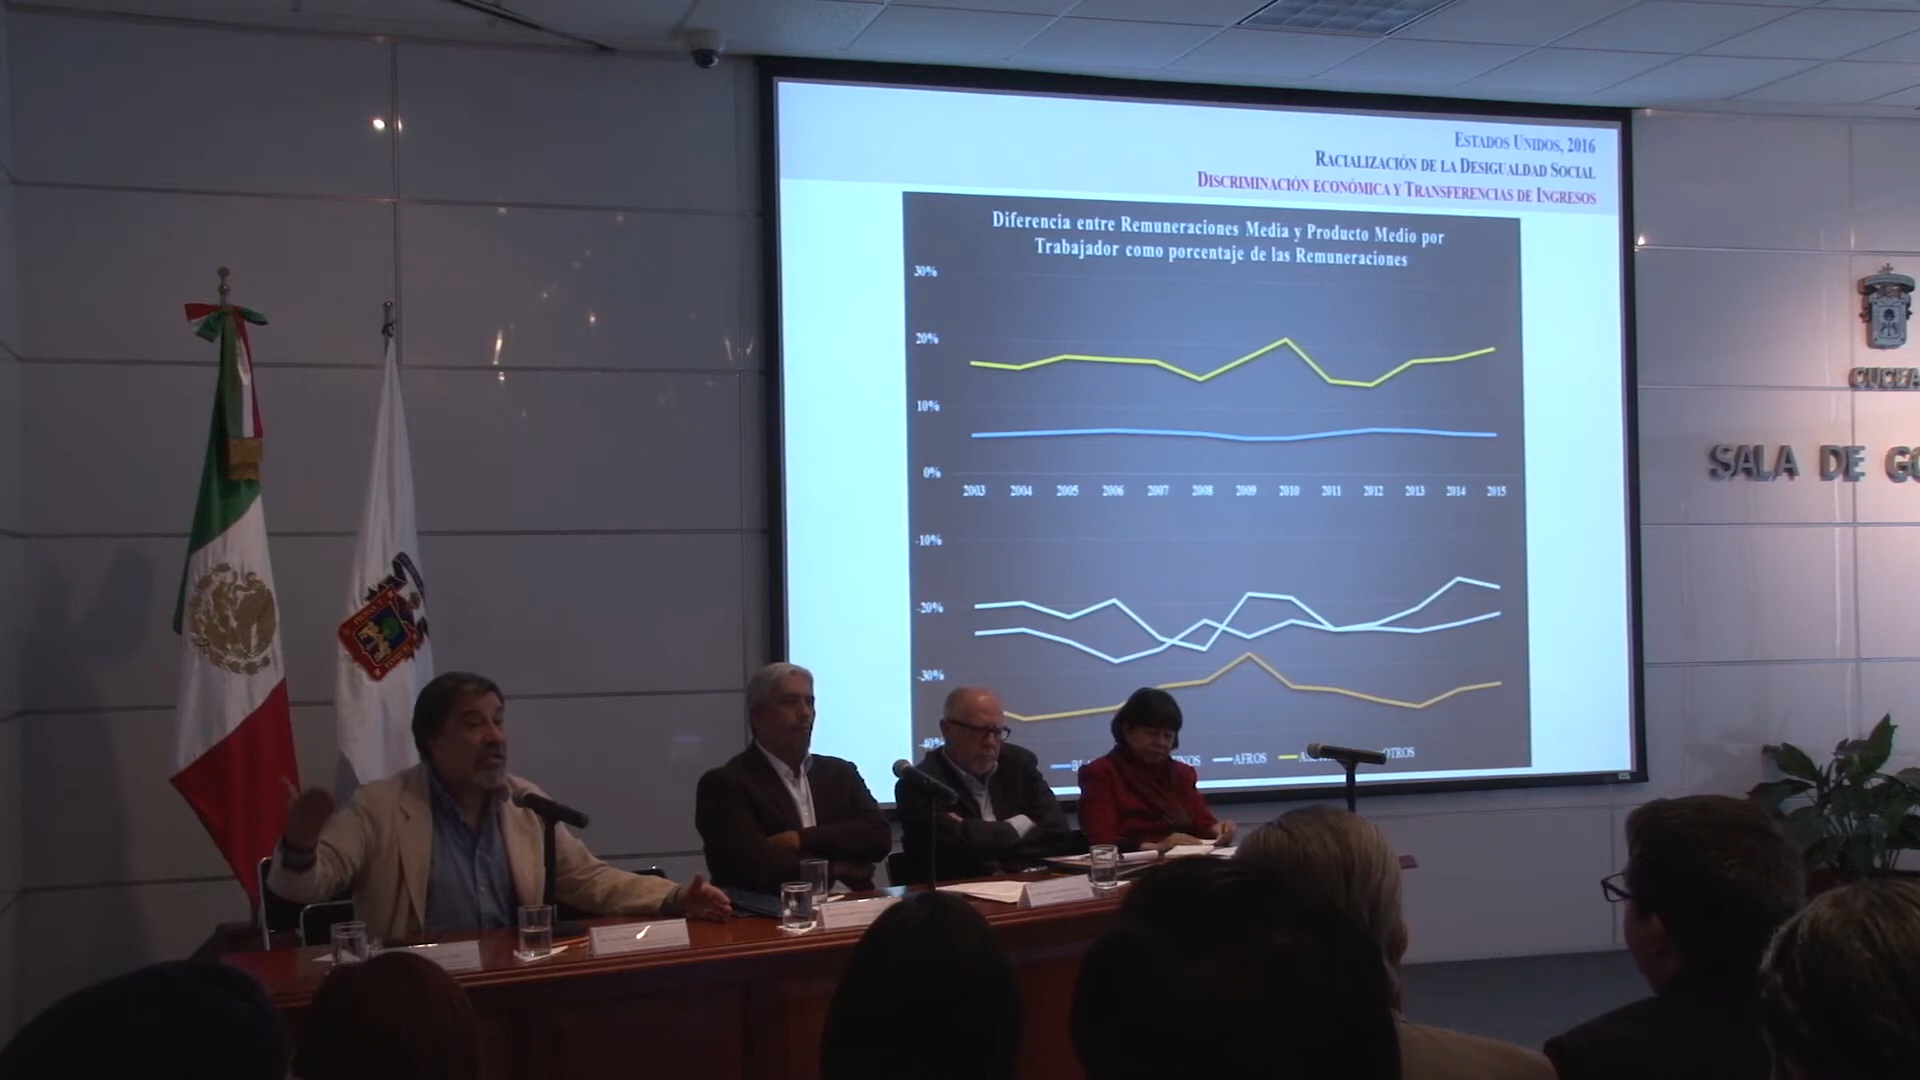 ESTADOS UNIDOS, 2016
RACIALIZACIÓN DE LA DESIGUALDAD SOCIAL
DISCRIMINACIÓN ECONÓMICA Y TRANSFERENCIAS DE INGRESOS
Diferencia entre Remuneraciones Media y Producto Medio por
Trabajador como porcentaje de las Remuneraciones
30%
20%
10%
0%
2003 2004 2005 2006 2007 2008 2009 2010 2011 2012 2013 2014 2015
-10%
-20%
-30%
-40%
AFROS OTROS
CUCEA
SALA DE